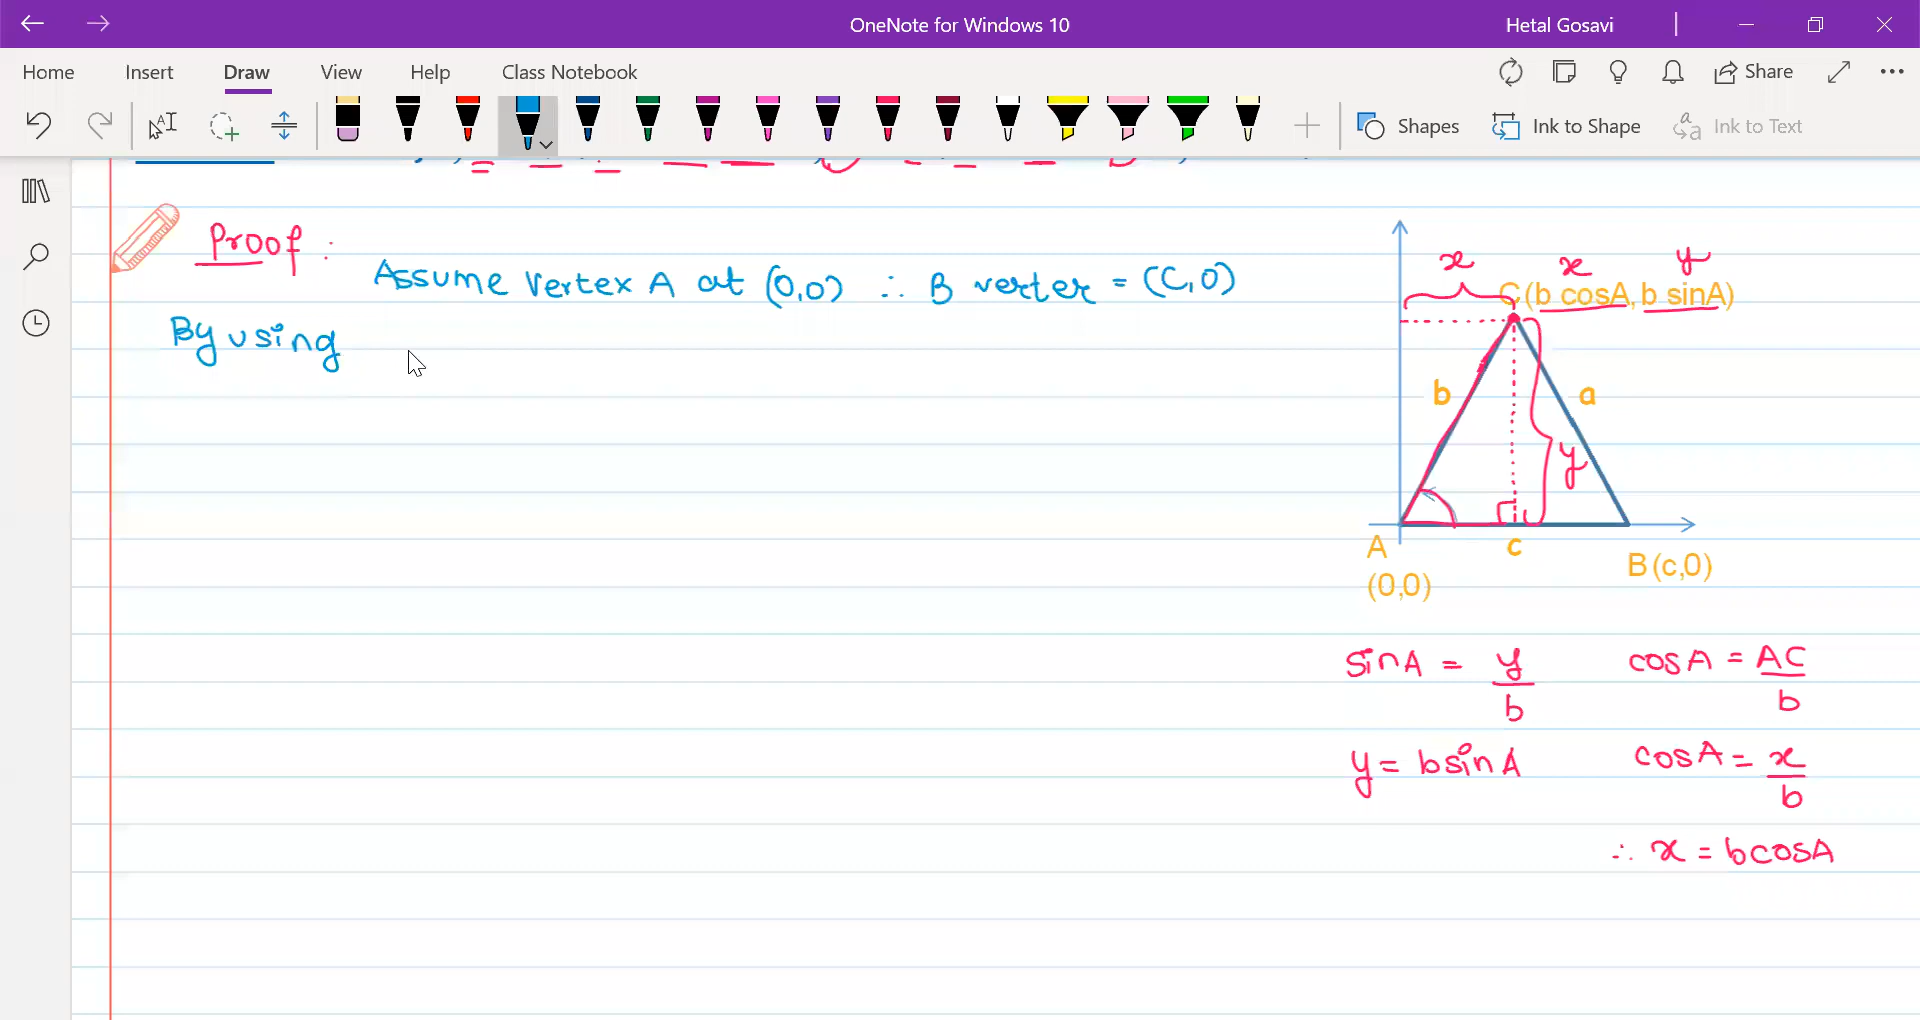 OneNote for Windows 10
Hetal Gosavi
Home Insert Draw View Help Class Notebook
Share
Shapes Ink to Shape Ink to Text
Proof :
Assume vertex A at (0,0) ∴ B verter = (C,0)
By using
x x y
C (b cosA, b sinA)
b a
y
A c
(0,0) B (c,0)
sinA = y/b cosA = AC/b
y = bsinA cosA = x/b
∴ x = bcosA